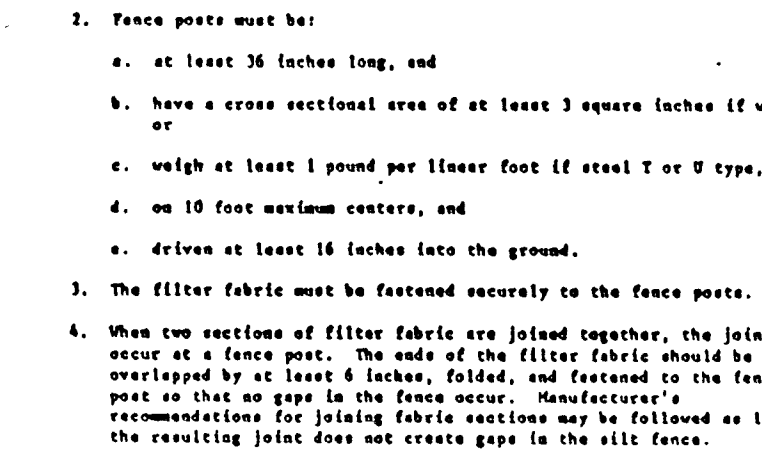 2. Fence posts must be:
a. at least 36 inches long, and
b. have a cross sectional area of at least 3 square inches if w
or
c. weigh at least 1 pound per linear foot if steel T or U type,
d. on 10 foot maximum centers, and
e. driven at least 16 inches into the ground.
3. The filter fabric must be fastened securely to the fence posts.
4. When two sections of filter fabric are joined together, the join
occur at a fence post. The ends of the filter fabric should be
overlapped by at least 6 inches, folded, and fastened to the fen
post so that no gaps in the fence occur. Manufacturer's
recommendations for joining fabric sections may be followed as l
the resulting joint does not create gaps in the silt fence.